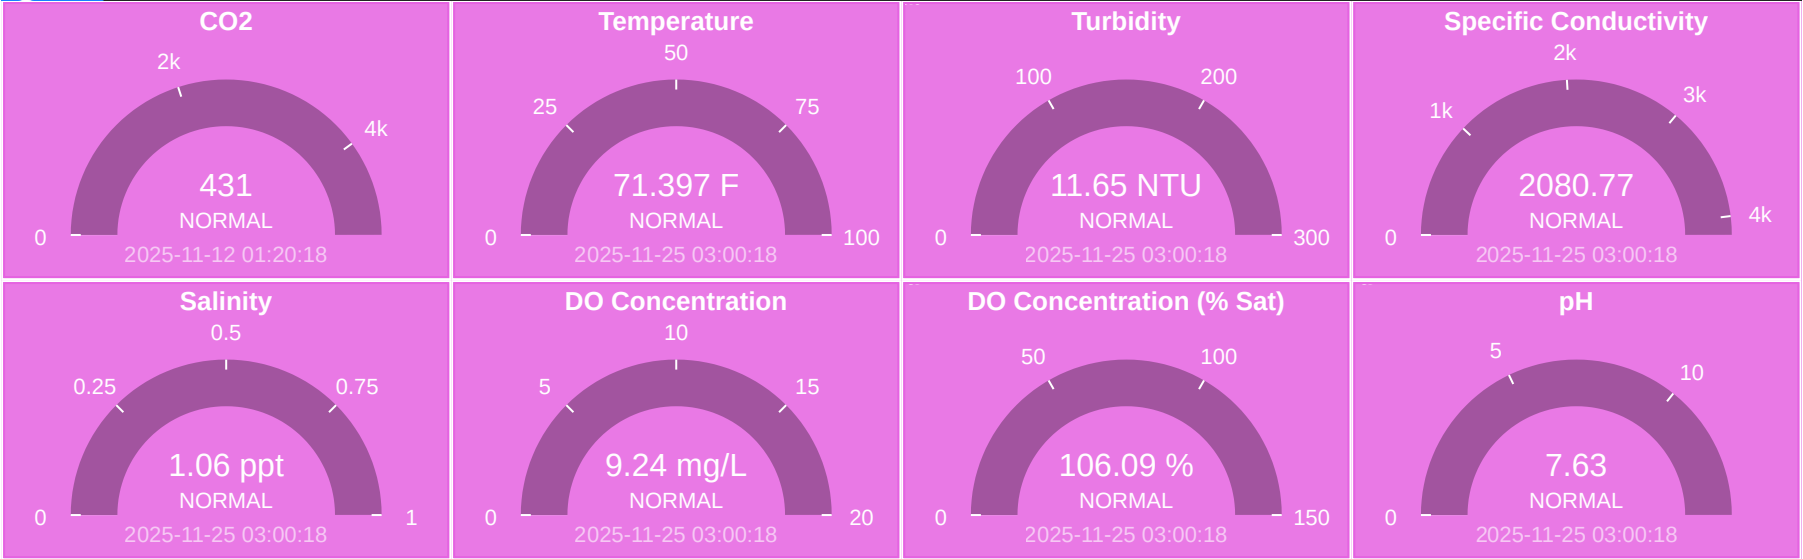 CO2
2k
4k
431
NORMAL
0
2025-11-12 01:20:18
Temperature
50
25
75
71.397 F
NORMAL
0
100
2025-11-25 03:00:18
Turbidity
100
200
11.65 NTU
NORMAL
0
300
2025-11-25 03:00:18
Specific Conductivity
2k
3k
1k
2080.77
NORMAL
4k
0
2025-11-25 03:00:18
Salinity
0.5
0.25
0.75
1.06 ppt
NORMAL
0
1
2025-11-25 03:00:18
DO Concentration
10
5
15
9.24 mg/L
NORMAL
0
20
2025-11-25 03:00:18
DO Concentration (% Sat)
50
100
106.09 %
NORMAL
0
150
2025-11-25 03:00:18
pH
5
10
7.63
NORMAL
0
2025-11-25 03:00:18